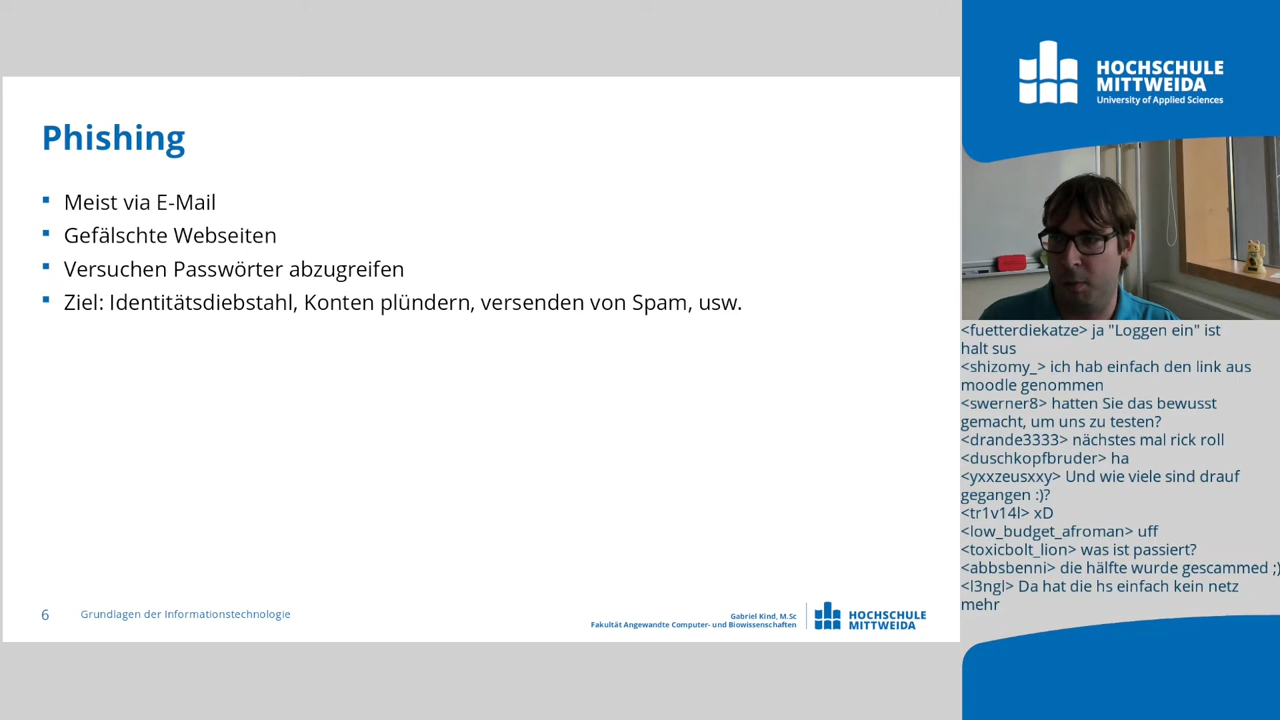 Phishing
Meist via E-Mail
Gefälschte Webseiten
Versuchen Passwörter abzugreifen
Ziel: Identitätsdiebstahl, Konten plündern, versenden von Spam, usw.
6
Grundlagen der Informationstechnologie
Gabriel Kind, M.Sc
Fakultät Angewandte Computer- und Biowissenschaften
HOCHSCHULE
MITTWEIDA
HOCHSCHULE
MITTWEIDA
University of Applied Sciences
<fuetterdiekatze> ja "Loggen ein" ist
halt sus
<shizomy_> ich hab einfach den link aus
moodle genommen
<swerner8> hatten Sie das bewusst
gemacht, um uns zu testen?
<drande3333> nächstes mal rick roll
<duschkopfbruder> ha
<yxxzeusxxy> Und wie viele sind drauf
gegangen :)?
<tr1v14l> xD
<low_budget_afroman> uff
<toxicbolt_lion> was ist passiert?
<abbsbenni> die hälfte wurde gescammed ;)
<l3ngl> Da hat die hs einfach kein netz
mehr